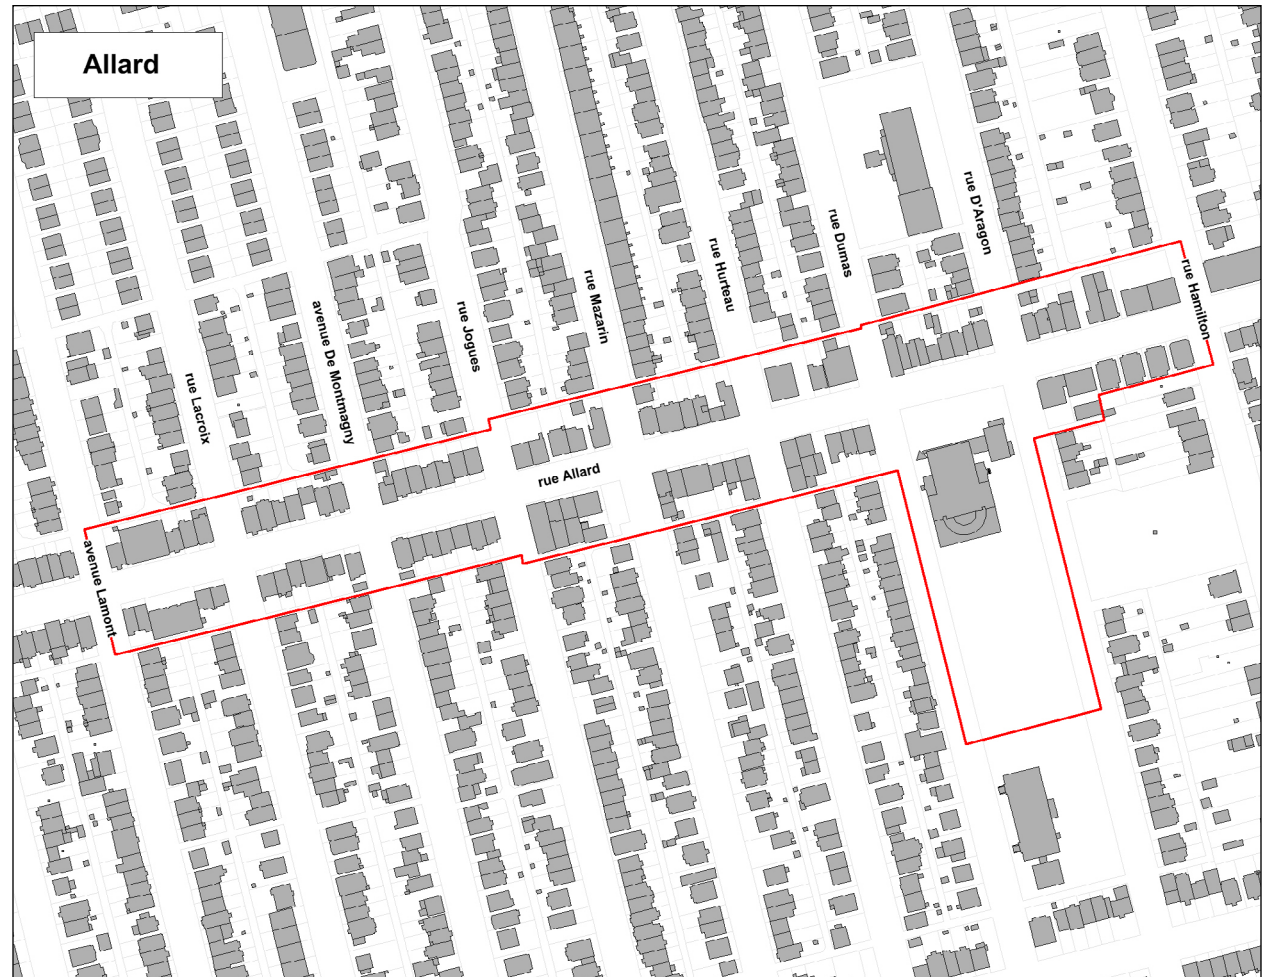 Allard
rue D'Aragon
rue Dumas
rue Hurteau
rue Hamilton
rue Mazarin
rue Jogues
avenue De Montmagny
rue Lacroix
rue Allard
avenue Lamont